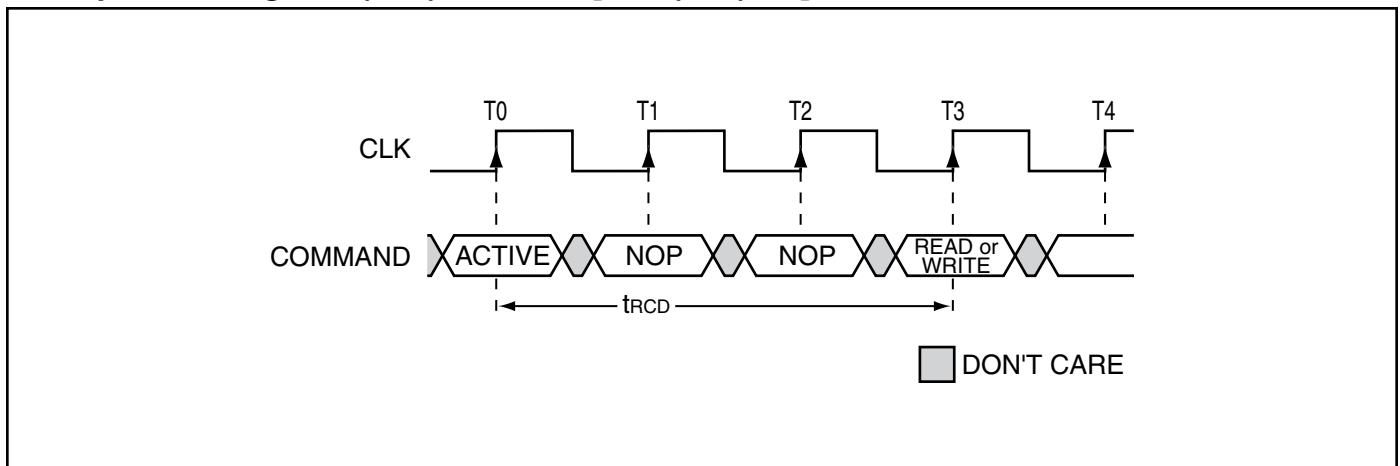 T0 T1 T2 T3 T4
CLK
COMMAND ACTIVE NOP NOP READ or
WRITE
tRCD
DON'T CARE